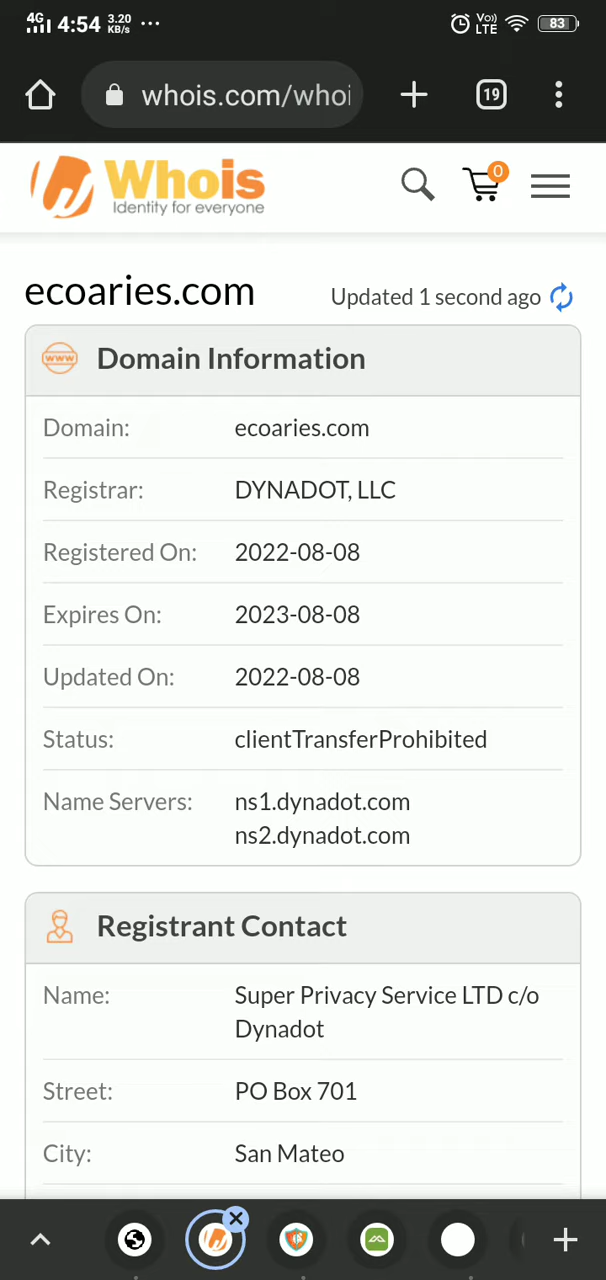 4G 4:54 3.20 KB/s ... Vo) LTE 83
whois.com/whoi 19
Whois 0
Identity for everyone
ecoaries.com Updated 1 second ago
www Domain Information
Domain: ecoaries.com
Registrar: DYNADOT, LLC
Registered On: 2022-08-08
Expires On: 2023-08-08
Updated On: 2022-08-08
Status: clientTransferProhibited
Name Servers: ns1.dynadot.com
ns2.dynadot.com
Registrant Contact
Name: Super Privacy Service LTD c/o
Dynadot
Street: PO Box 701
City: San Mateo